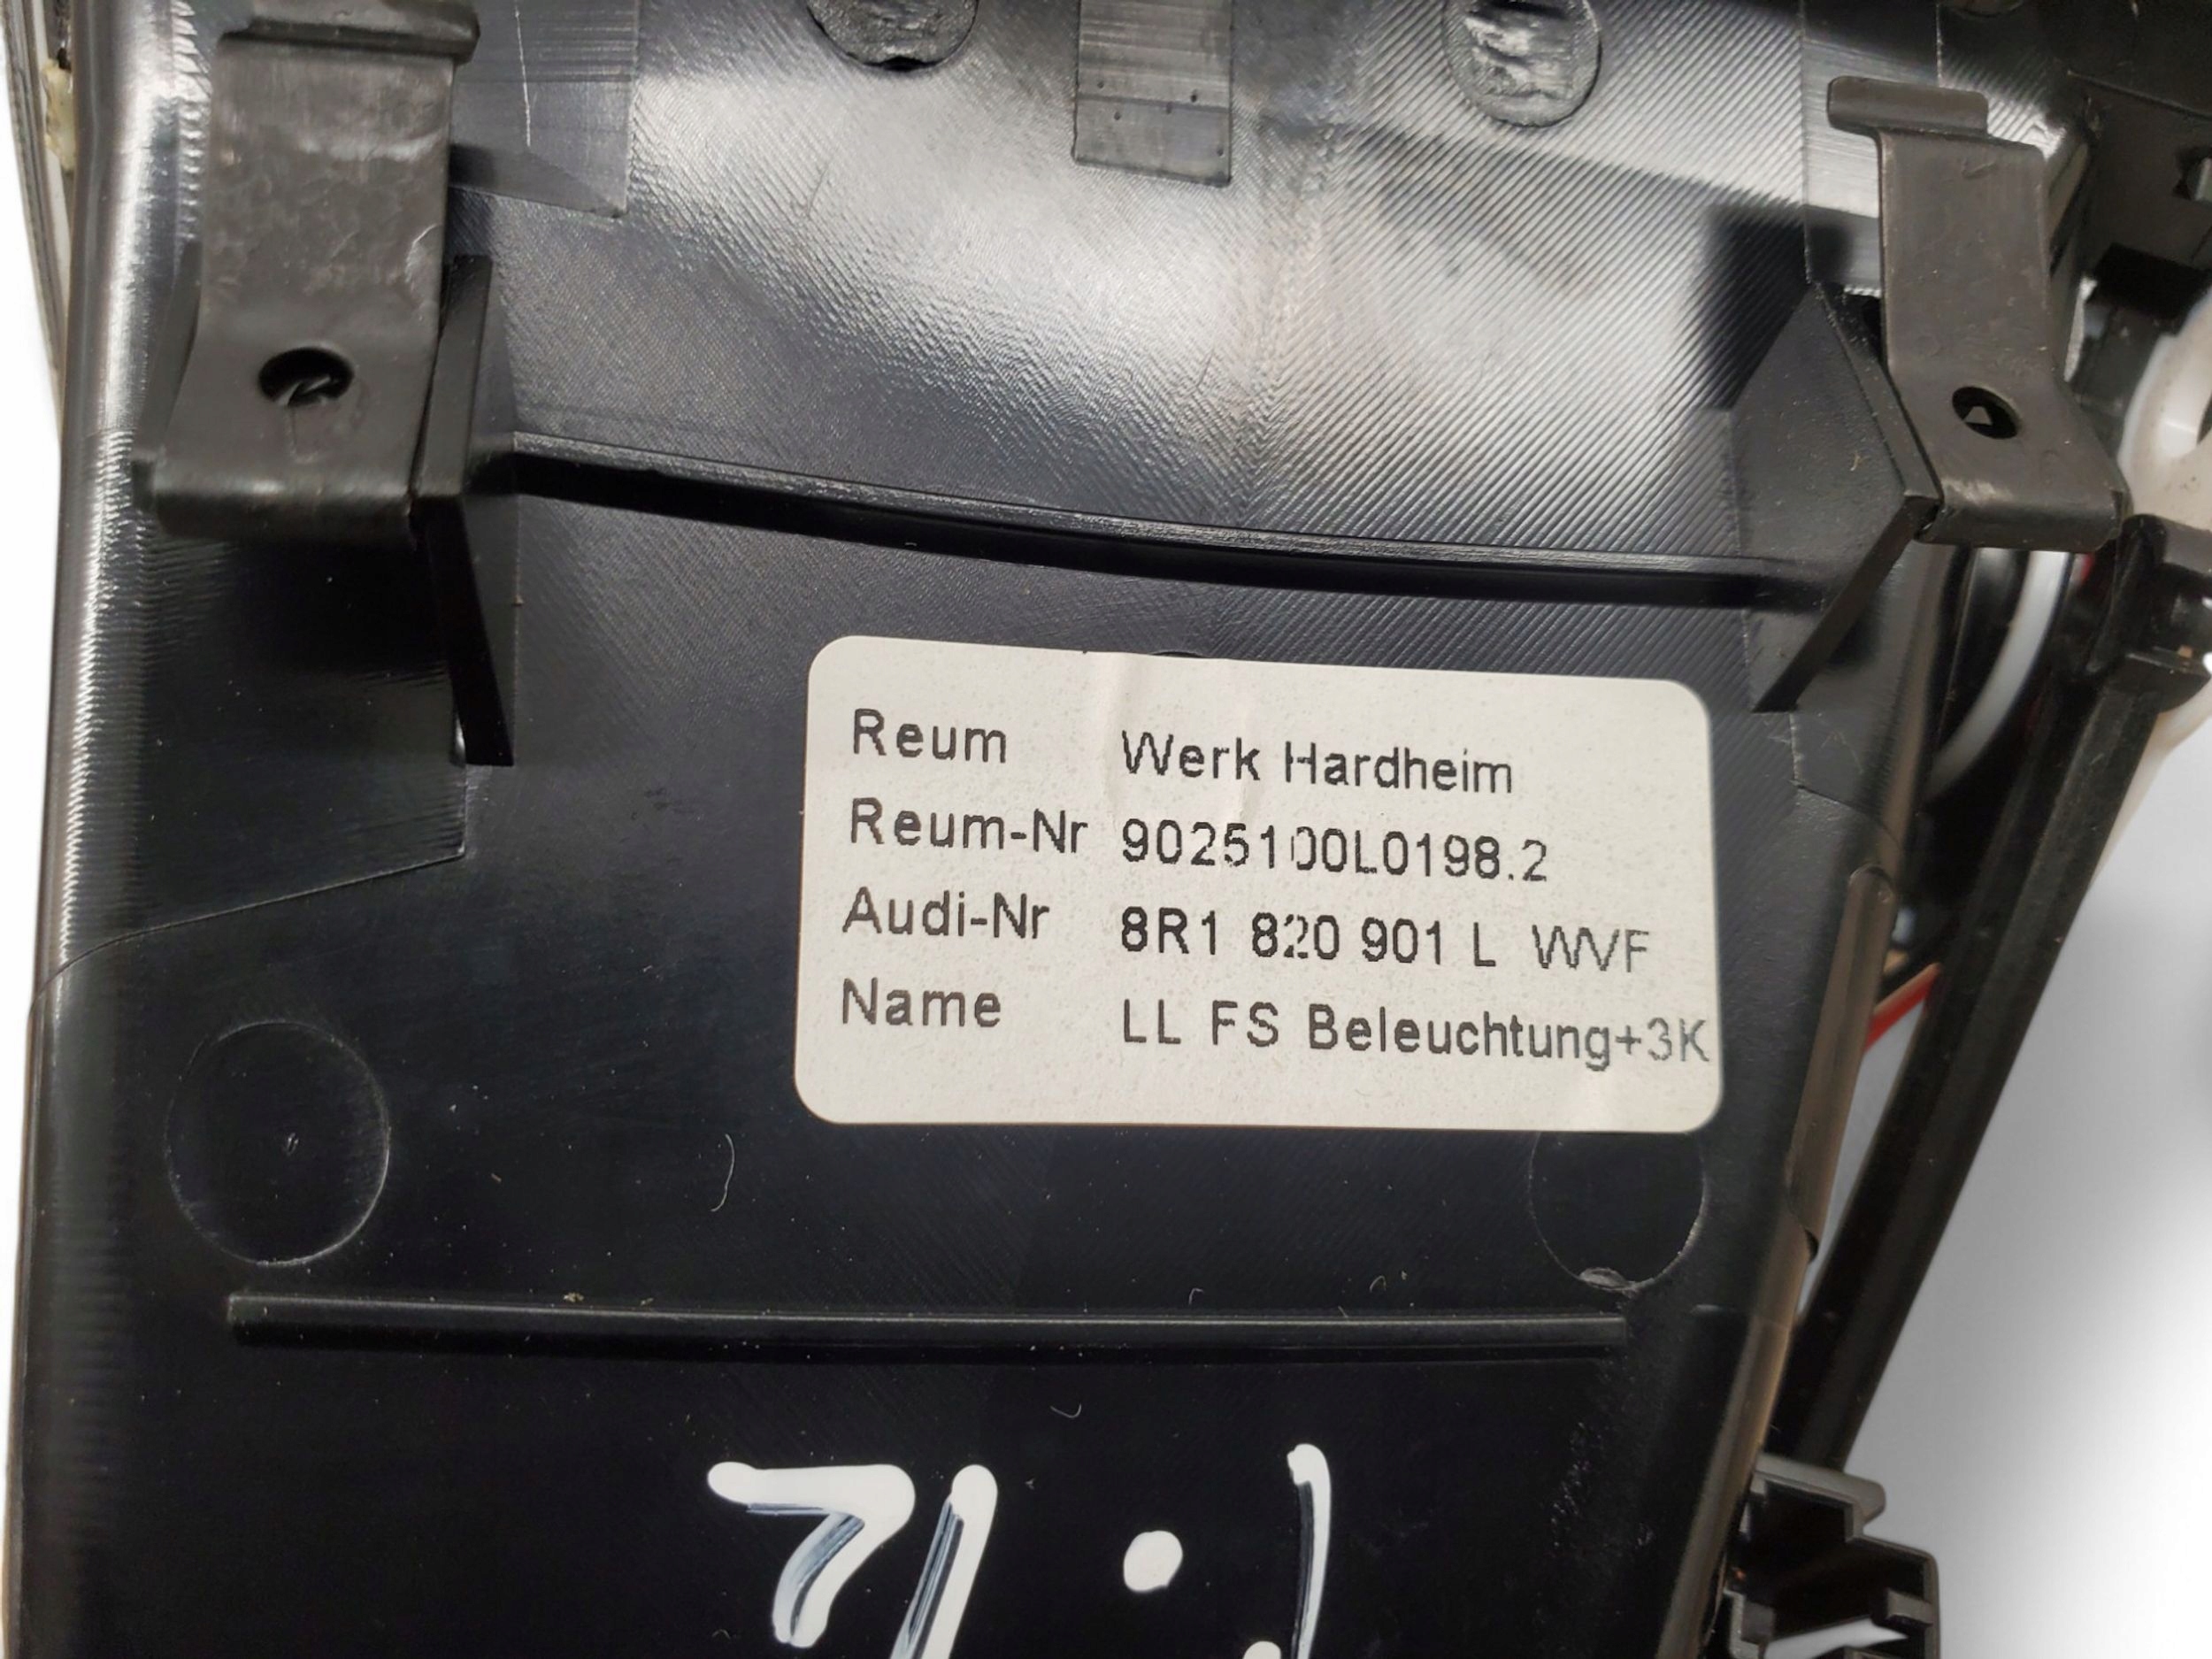 Reum Werk Hardheim
Reum-Nr 9025100L0198.2
Audi-Nr 8R1 820 901 L WVF
Name LL FS Beleuchtung+3K